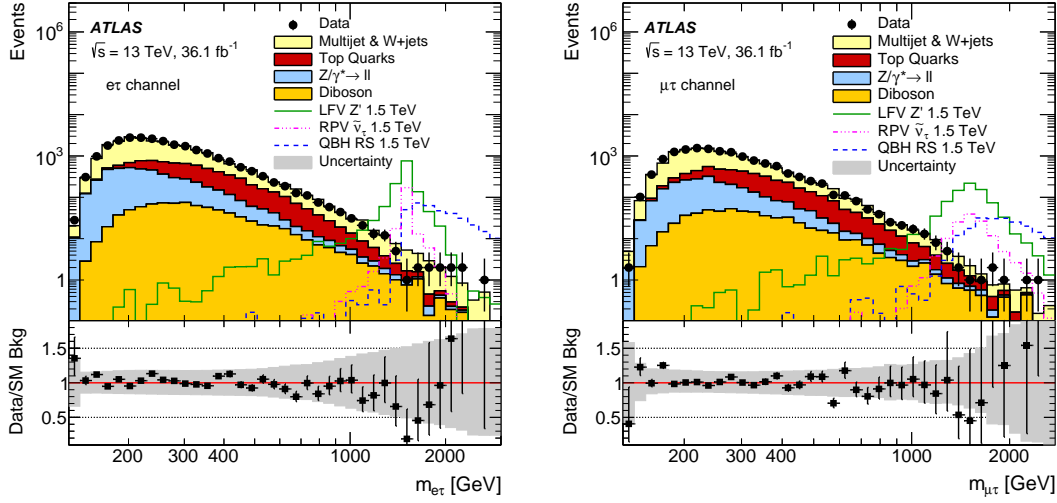 Events
10⁶
10³
1
ATLAS
√s = 13 TeV, 36.1 fb⁻¹
eτ channel
Data
Multijet & W+jets
Top Quarks
Z/γ*→ ll
Diboson
LFV Z' 1.5 TeV
RPV ν̃τ 1.5 TeV
QBH RS 1.5 TeV
Uncertainty
Data/SM Bkg
1.5
1
0.5
200 300 400 1000 2000
m_eτ [GeV]
Events
10⁶
10³
1
ATLAS
√s = 13 TeV, 36.1 fb⁻¹
μτ channel
Data
Multijet & W+jets
Top Quarks
Z/γ*→ ll
Diboson
LFV Z' 1.5 TeV
RPV ν̃τ 1.5 TeV
QBH RS 1.5 TeV
Uncertainty
Data/SM Bkg
1.5
1
0.5
200 300 400 1000 2000
m_μτ [GeV]